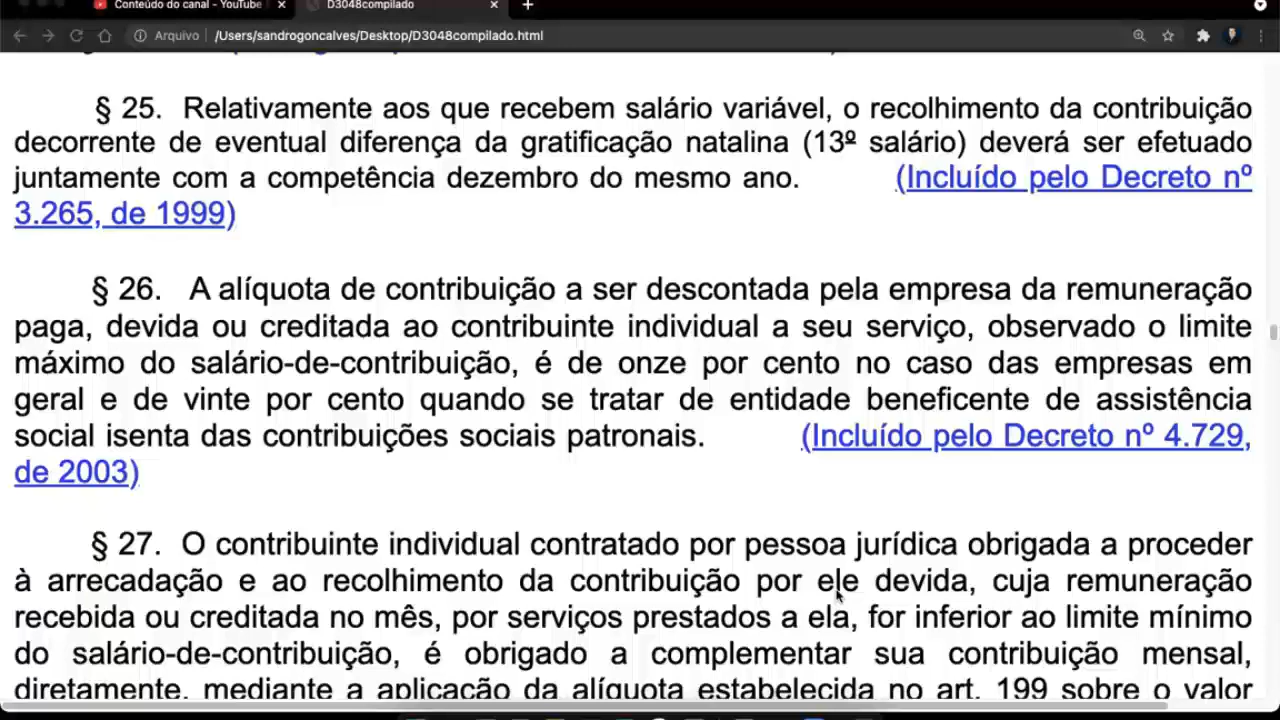 Conteúdo do canal - YouTube
D3048compilado
Arquivo
/Users/sandrogoncalves/Desktop/D3048compilado.html
§ 25. Relativamente aos que recebem salário variável, o recolhimento da contribuição
decorrente de eventual diferença da gratificação natalina (13º salário) deverá ser efetuado
juntamente com a competência dezembro do mesmo ano. (Incluído pelo Decreto nº
3.265, de 1999)
§ 26. A alíquota de contribuição a ser descontada pela empresa da remuneração
paga, devida ou creditada ao contribuinte individual a seu serviço, observado o limite
máximo do salário-de-contribuição, é de onze por cento no caso das empresas em
geral e de vinte por cento quando se tratar de entidade beneficente de assistência
social isenta das contribuições sociais patronais. (Incluído pelo Decreto nº 4.729,
de 2003)
§ 27. O contribuinte individual contratado por pessoa jurídica obrigada a proceder
à arrecadação e ao recolhimento da contribuição por ele devida, cuja remuneração
recebida ou creditada no mês, por serviços prestados a ela, for inferior ao limite mínimo
do salário-de-contribuição, é obrigado a complementar sua contribuição mensal,
diretamente, mediante a aplicação da alíquota estabelecida no art. 199 sobre o valor